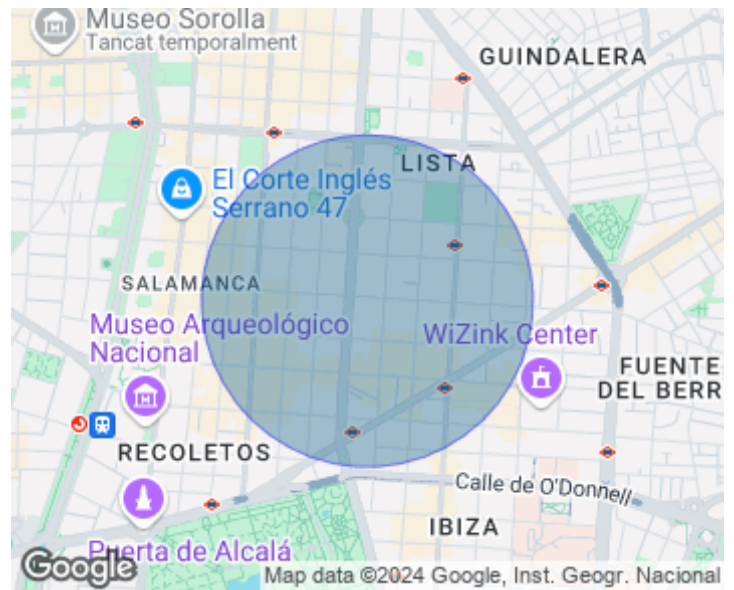 Museo Sorolla
Tancat temporalment
GUINDALERA
LISTA
El Corte Inglés
Serrano 47
SALAMANCA
Museo Arqueológico
Nacional
WiZink Center
FUENTE
DEL BERR
RECOLETOS
Calle de O'Donnell
IBIZA
Puerta de Alcalá
Google
Map data ©2024 Google, Inst. Geogr. Nacional